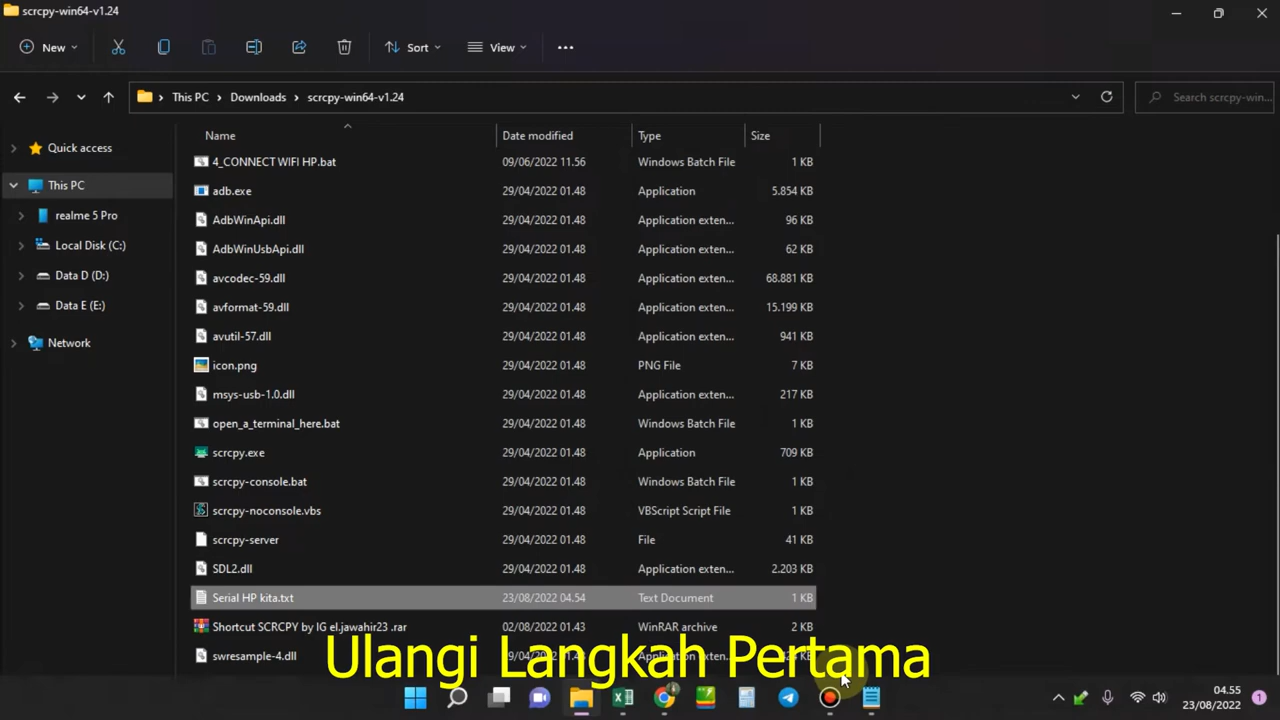 scrcpy-win64-v1.24
New
Sort
View
This PC
Downloads
scrcpy-win64-v1.24
Search scrcpy-win...
Quick access
This PC
realme 5 Pro
Local Disk (C:)
Data D (D:)
Data E (E:)
Network
Name Date modified Type Size
4_CONNECT WIFI HP.bat 09/06/2022 11.56 Windows Batch File 1 KB
adb.exe 29/04/2022 01.48 Application 5.854 KB
AdbWinApi.dll 29/04/2022 01.48 Application exten... 96 KB
AdbWinUsbApi.dll 29/04/2022 01.48 Application exten... 62 KB
avcodec-59.dll 29/04/2022 01.48 Application exten... 68.881 KB
avformat-59.dll 29/04/2022 01.48 Application exten... 15.199 KB
avutil-57.dll 29/04/2022 01.48 Application exten... 941 KB
icon.png 29/04/2022 01.48 PNG File 7 KB
msys-usb-1.0.dll 29/04/2022 01.48 Application exten... 217 KB
open_a_terminal_here.bat 29/04/2022 01.48 Windows Batch File 1 KB
scrcpy.exe 29/04/2022 01.48 Application 709 KB
scrcpy-console.bat 29/04/2022 01.48 Windows Batch File 1 KB
scrcpy-noconsole.vbs 29/04/2022 01.48 VBScript Script File 1 KB
scrcpy-server 29/04/2022 01.48 File 41 KB
SDL2.dll 29/04/2022 01.48 Application exten... 2.203 KB
Serial HP kita.txt 23/08/2022 04.54 Text Document 1 KB
Shortcut SCRCPY by IG el.jawahir23 .rar 02/08/2022 01.43 WinRAR archive 2 KB
swresample-4.dll 29/04/2022 01.48 Application exten... KB
Ulangi Langkah Pertama
04.55
23/08/2022
1